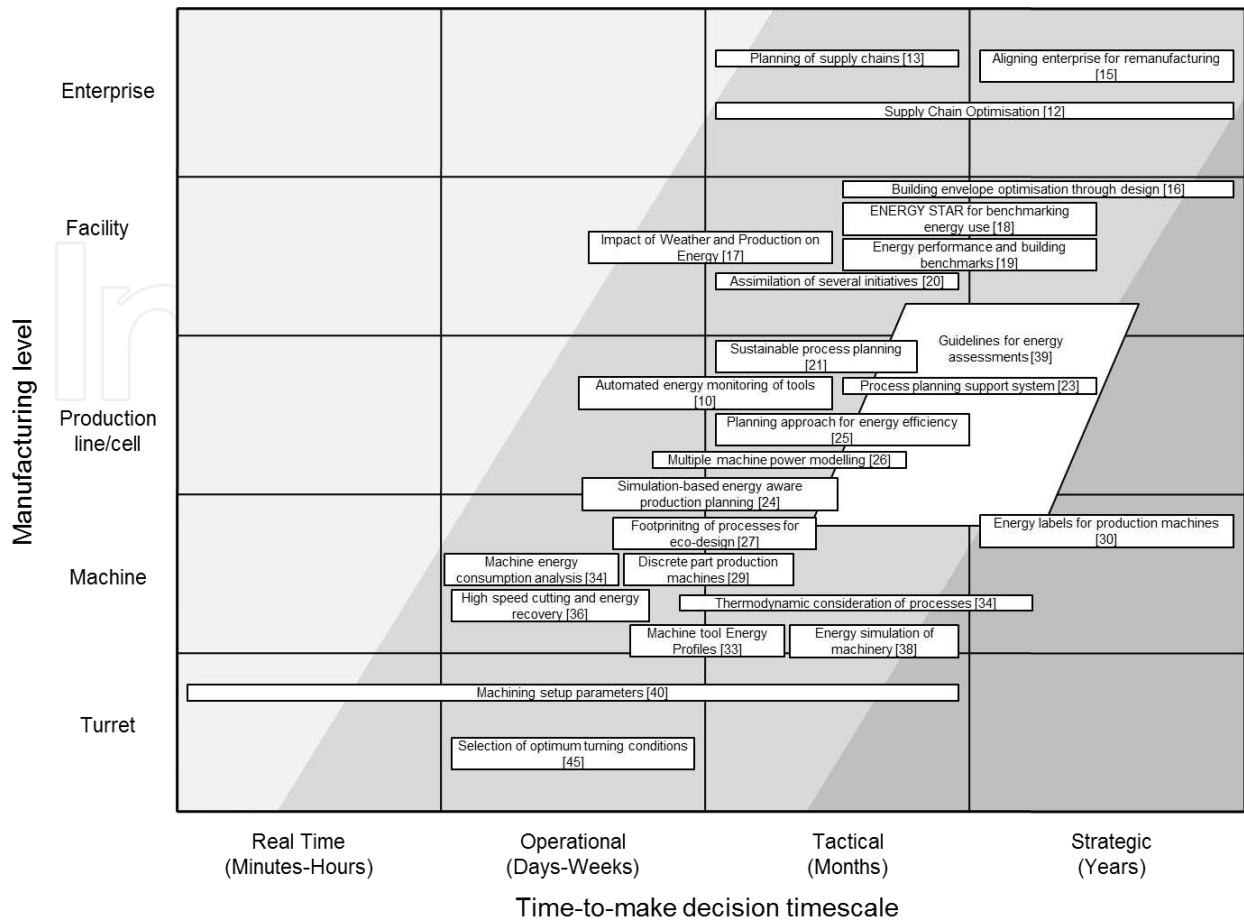 Enterprise
Planning of supply chains [13]
Aligning enterprise for remanufacturing
[15]
Supply Chain Optimisation [12]
Facility
Building envelope optimisation through design [16]
ENERGY STAR for benchmarking
energy use [18]
Impact of Weather and Production on
Energy [17]
Energy performance and building
benchmarks [19]
Assimilation of several initiatives [20]
Manufacturing level
Production
line/cell
Guidelines for energy
assessments [39]
Sustainable process planning
[21]
Automated energy monitoring of tools
[10]
Process planning support system [23]
Planning approach for energy efficiency
[25]
Multiple machine power modelling [26]
Simulation-based energy aware
production planning [24]
Machine
Footprinitng of processes for
eco-design [27]
Energy labels for production machines
[30]
Machine energy
consumption analysis [34]
Discrete part production
machines [29]
High speed cutting and energy
recovery [36]
Thermodynamic consideration of processes [34]
Machine tool Energy
Profiles [33]
Energy simulation of
machinery [38]
Turret
Machining setup parameters [40]
Selection of optimum turning conditions
[45]
Real Time
(Minutes-Hours)
Operational
(Days-Weeks)
Tactical
(Months)
Strategic
(Years)
Time-to-make decision timescale